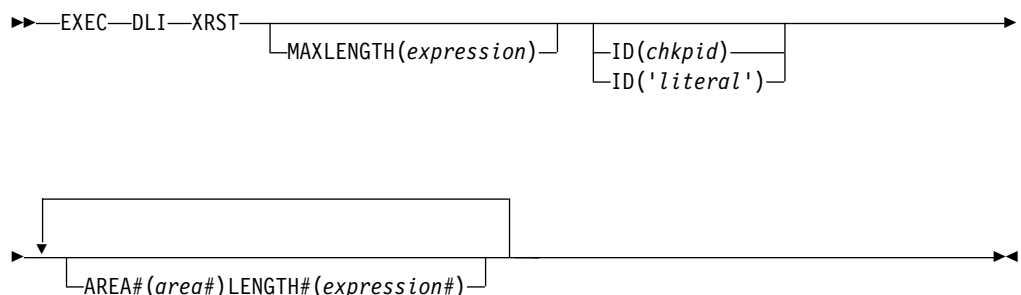 EXEC DLI XRST
MAXLENGTH(expression)
ID(chkpid)
ID('literal')
AREA#(area#)LENGTH#(expression#)